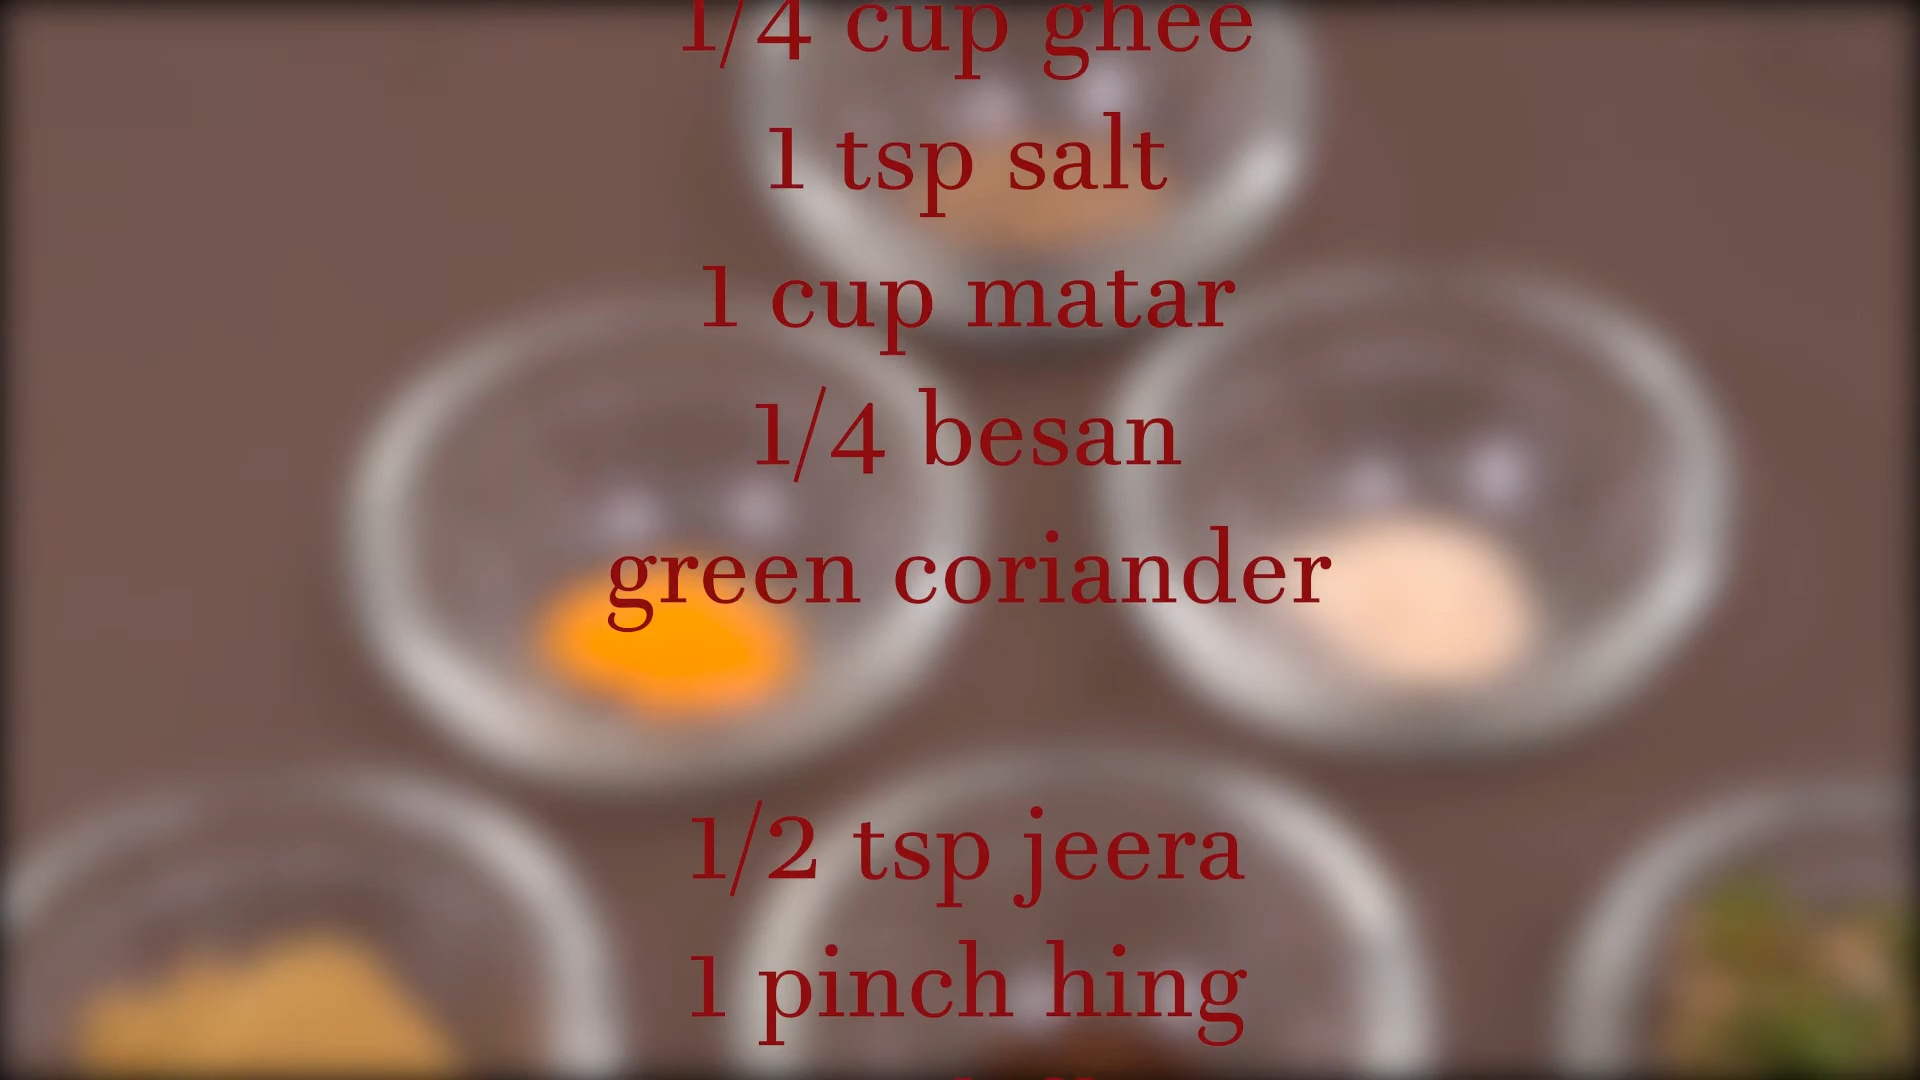 1/4 cup ghee
1 tsp salt
1 cup matar
1/4 besan
green coriander
1/2 tsp jeera
1 pinch hing